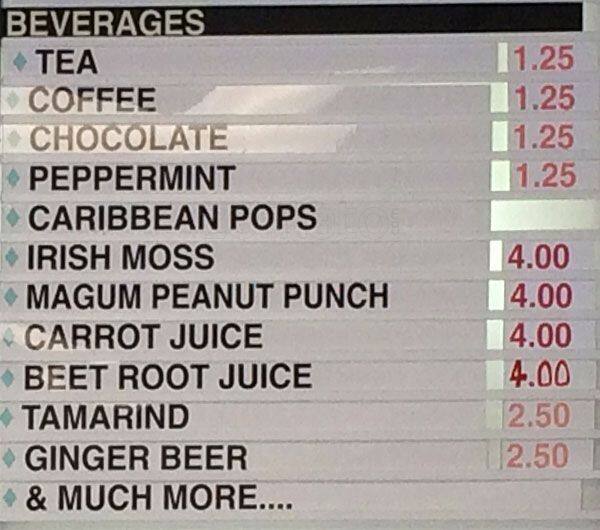 BEVERAGES
TEA 1.25
COFFEE 1.25
CHOCOLATE 1.25
PEPPERMINT 1.25
CARIBBEAN POPS
IRISH MOSS 4.00
MAGUM PEANUT PUNCH 4.00
CARROT JUICE 4.00
BEET ROOT JUICE 4.00
TAMARIND 2.50
GINGER BEER 2.50
& MUCH MORE....